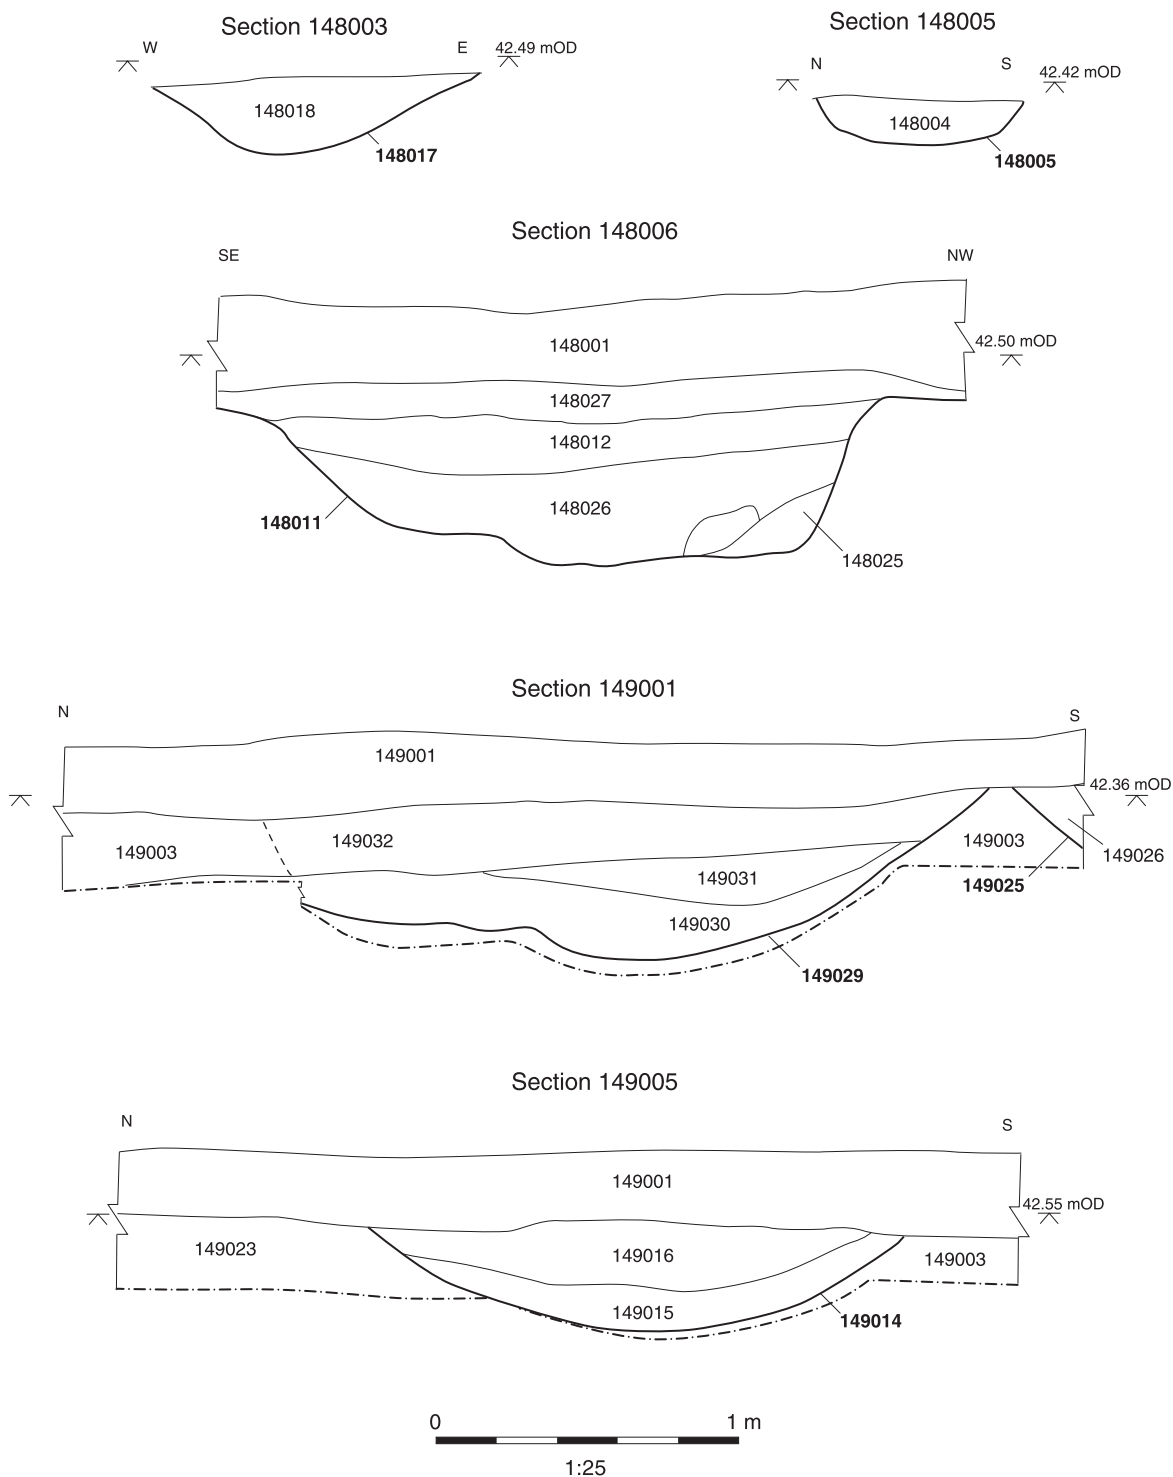 Section 148003
W
E
42.49 mOD
148018
148017
Section 148005
N
S
42.42 mOD
148004
148005
Section 148006
SE
NW
148001
42.50 mOD
148027
148012
148026
148011
148025
Section 149001
N
S
149001
42.36 mOD
149032
149003
149003
149026
149031
149025
149030
149029
Section 149005
N
S
149001
42.55 mOD
149023
149016
149003
149015
149014
0
1 m
1:25